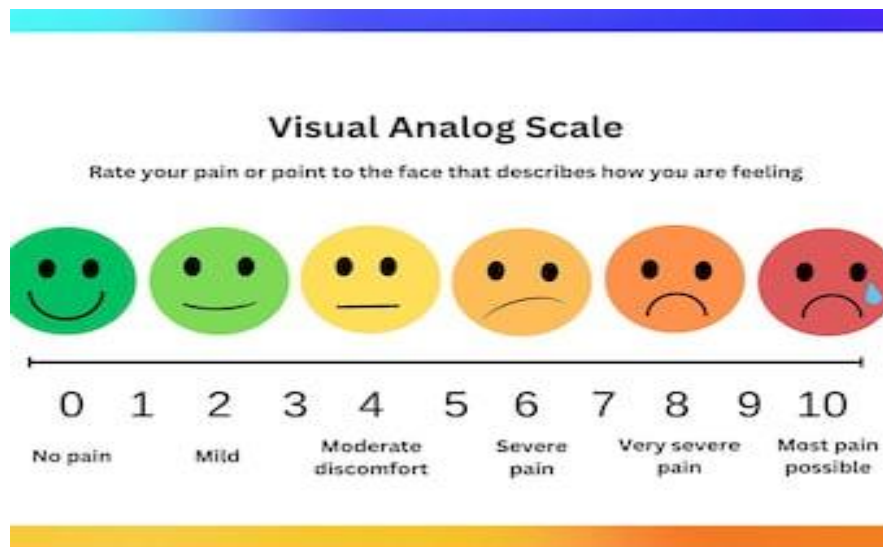 Visual Analog Scale
Rate your pain or point to the face that describes how you are feeling
0 1 2 3 4 5 6 7 8 9 10
No pain
Mild
Moderate
discomfort
Severe
pain
Very severe
pain
Most pain
possible